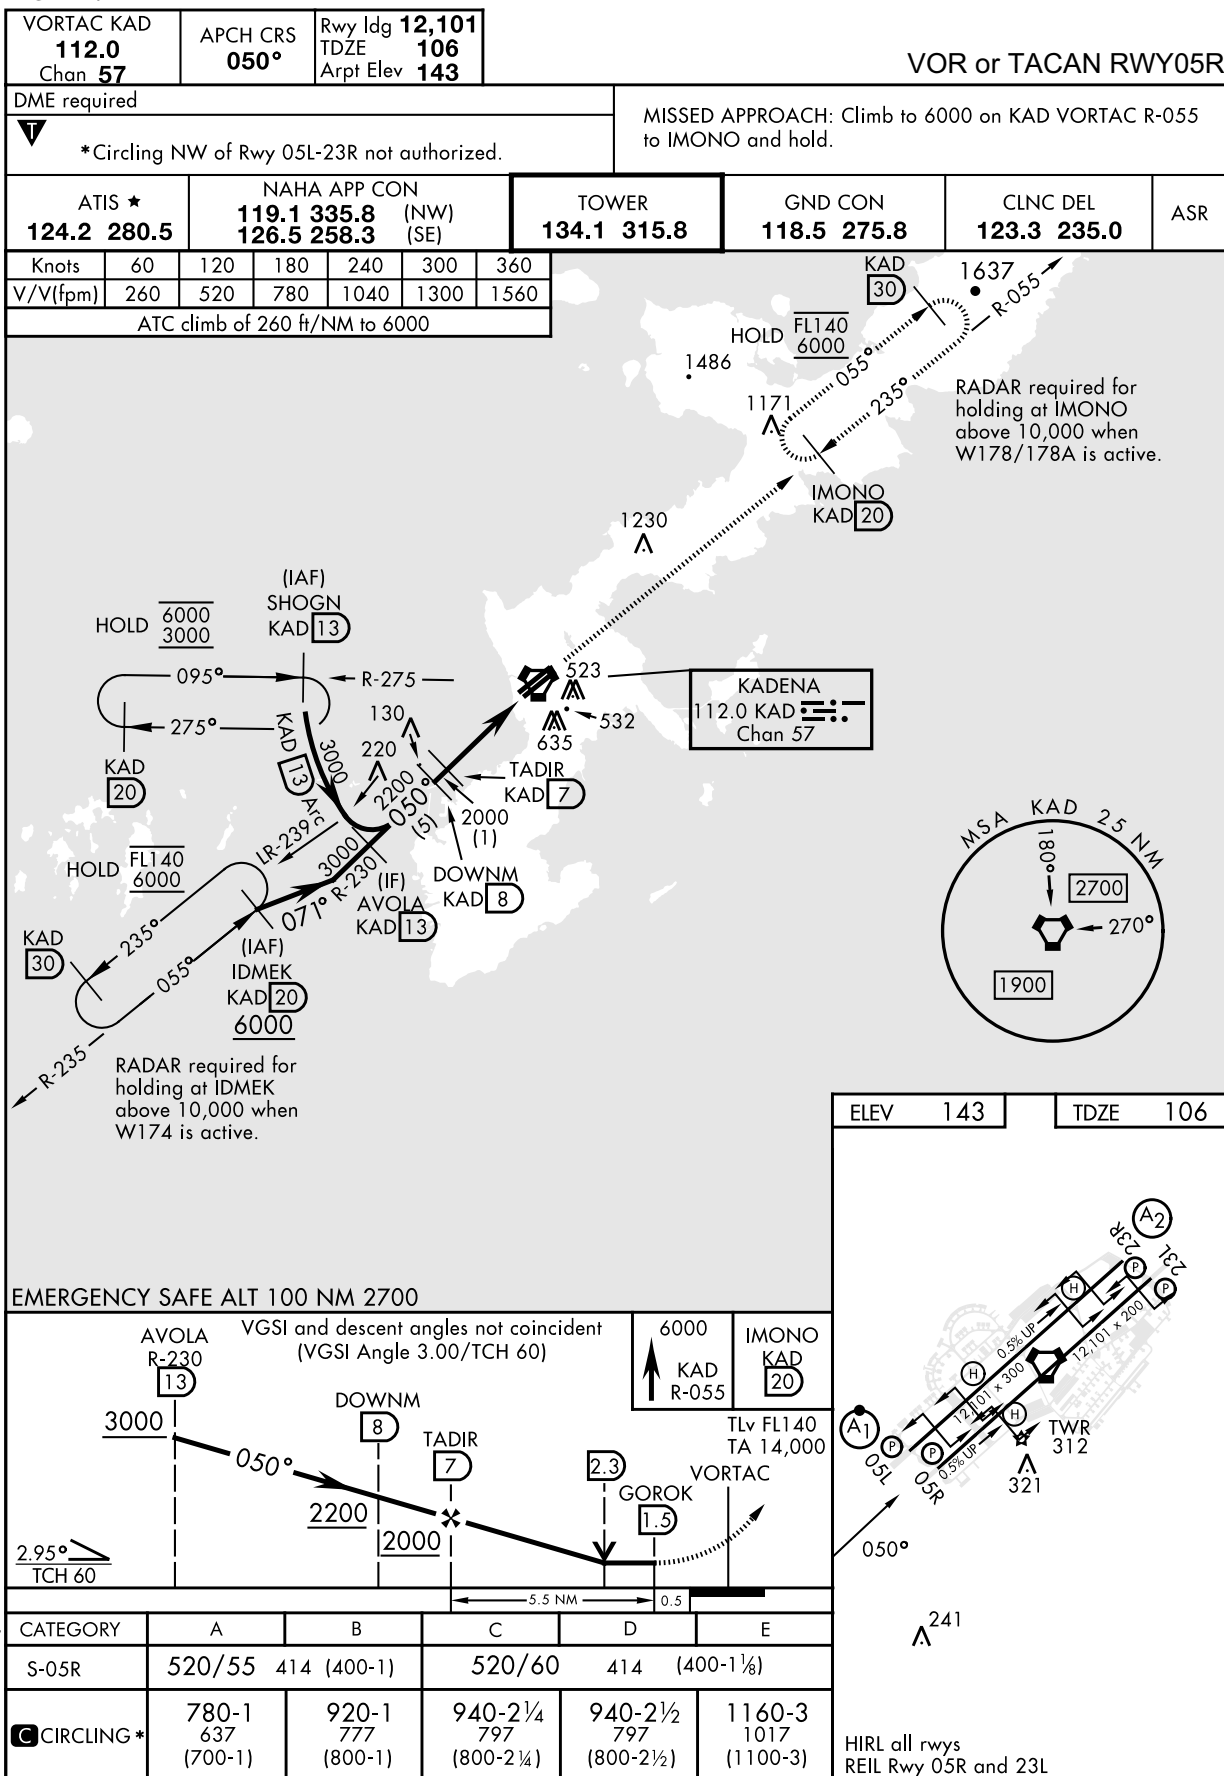 VORTAC KAD
112.0
Chan 57
APCH CRS
050°
Rwy ldg 12,101
TDZE 106
Arpt Elev 143
VOR or TACAN RWY05R
DME required
T
*Circling NW of Rwy 05L-23R not authorized.
MISSED APPROACH: Climb to 6000 on KAD VORTAC R-055
to IMONO and hold.
ATIS ★
124.2 280.5
NAHA APP CON
119.1 335.8 (NW)
126.5 258.3 (SE)
TOWER
134.1 315.8
GND CON
118.5 275.8
CLNC DEL
123.3 235.0
ASR
Knots 60 120 180 240 300 360
V/V(fpm) 260 520 780 1040 1300 1560
ATC climb of 260 ft/NM to 6000
KAD
30
1637
R-055
HOLD FL140
6000
055°
235°
1486
1171
RADAR required for
holding at IMONO
above 10,000 when
W178/178A is active.
IMONO
KAD 20
1230
(IAF)
SHOGN
KAD 13
HOLD 6000
3000
095°
R-275
275°
KAD
20
KAD 13 Arc
3000
130
220
523
532
635
KADENA
112.0 KAD
Chan 57
TADIR
KAD 7
2200
050°
(5)
2000
(1)
LR-239
DOWNM
KAD 8
HOLD FL140
6000
3000
R-230
071°
(IF)
AVOLA
KAD 13
KAD
30
235°
055°
(IAF)
IDMEK
KAD 20
6000
R-235
RADAR required for
holding at IDMEK
above 10,000 when
W174 is active.
MSA KAD 25 NM
180°
2700
270°
1900
EMERGENCY SAFE ALT 100 NM 2700
ELEV 143
TDZE 106
A2
23R
23L
P
P
H
0.5% UP
12,101 x 200
H
12,101 x 300
H
A1
P
P
05L
05R
0.5% UP
TWR
312
321
050°
241
HIRL all rwys
REIL Rwy 05R and 23L
VGSI and descent angles not coincident
(VGSI Angle 3.00/TCH 60)
AVOLA
R-230
13
3000
050°
DOWNM
8
2200
TADIR
7
2000
2.3
GOROK
1.5
VORTAC
6000
KAD
R-055
IMONO
KAD
20
TLv FL140
TA 14,000
2.95°
TCH 60
5.5 NM
0.5
CATEGORY A B C D E
S-05R 520/55 414 (400-1) 520/60 414 (400-1⅛)
C CIRCLING *
780-1
637
(700-1)
920-1
777
(800-1)
940-2¼
797
(800-2¼)
940-2½
797
(800-2½)
1160-3
1017
(1100-3)